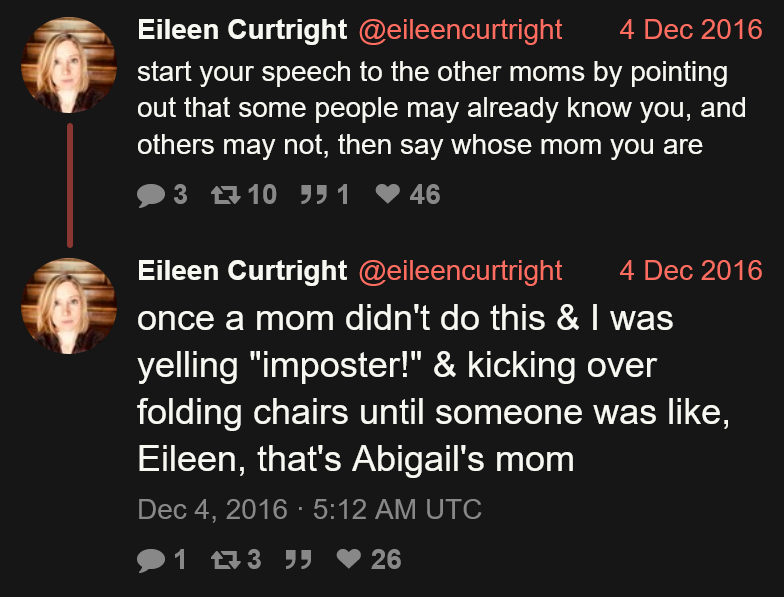 Eileen Curtright @eileencurtright 4 Dec 2016
start your speech to the other moms by pointing
out that some people may already know you, and
others may not, then say whose mom you are
3 10 1 46
Eileen Curtright @eileencurtright 4 Dec 2016
once a mom didn't do this & I was
yelling "imposter!" & kicking over
folding chairs until someone was like,
Eileen, that's Abigail's mom
Dec 4, 2016 · 5:12 AM UTC
1 3 26